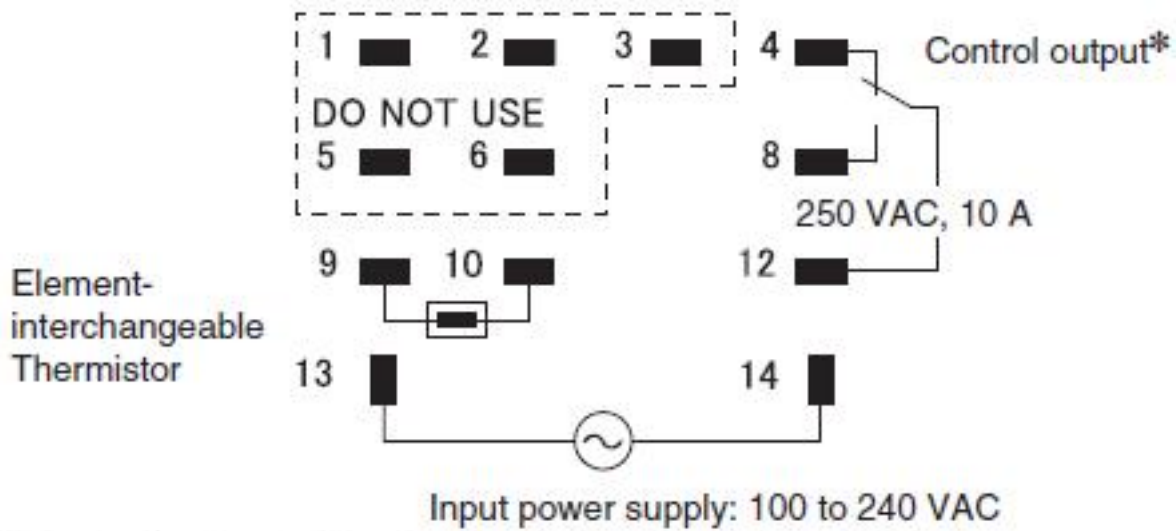 1 2 3 4 Control output*
DO NOT USE
5 6 8
250 VAC, 10 A
9 10 12
Element-
interchangeable
Thermistor
13 14
Input power supply: 100 to 240 VAC